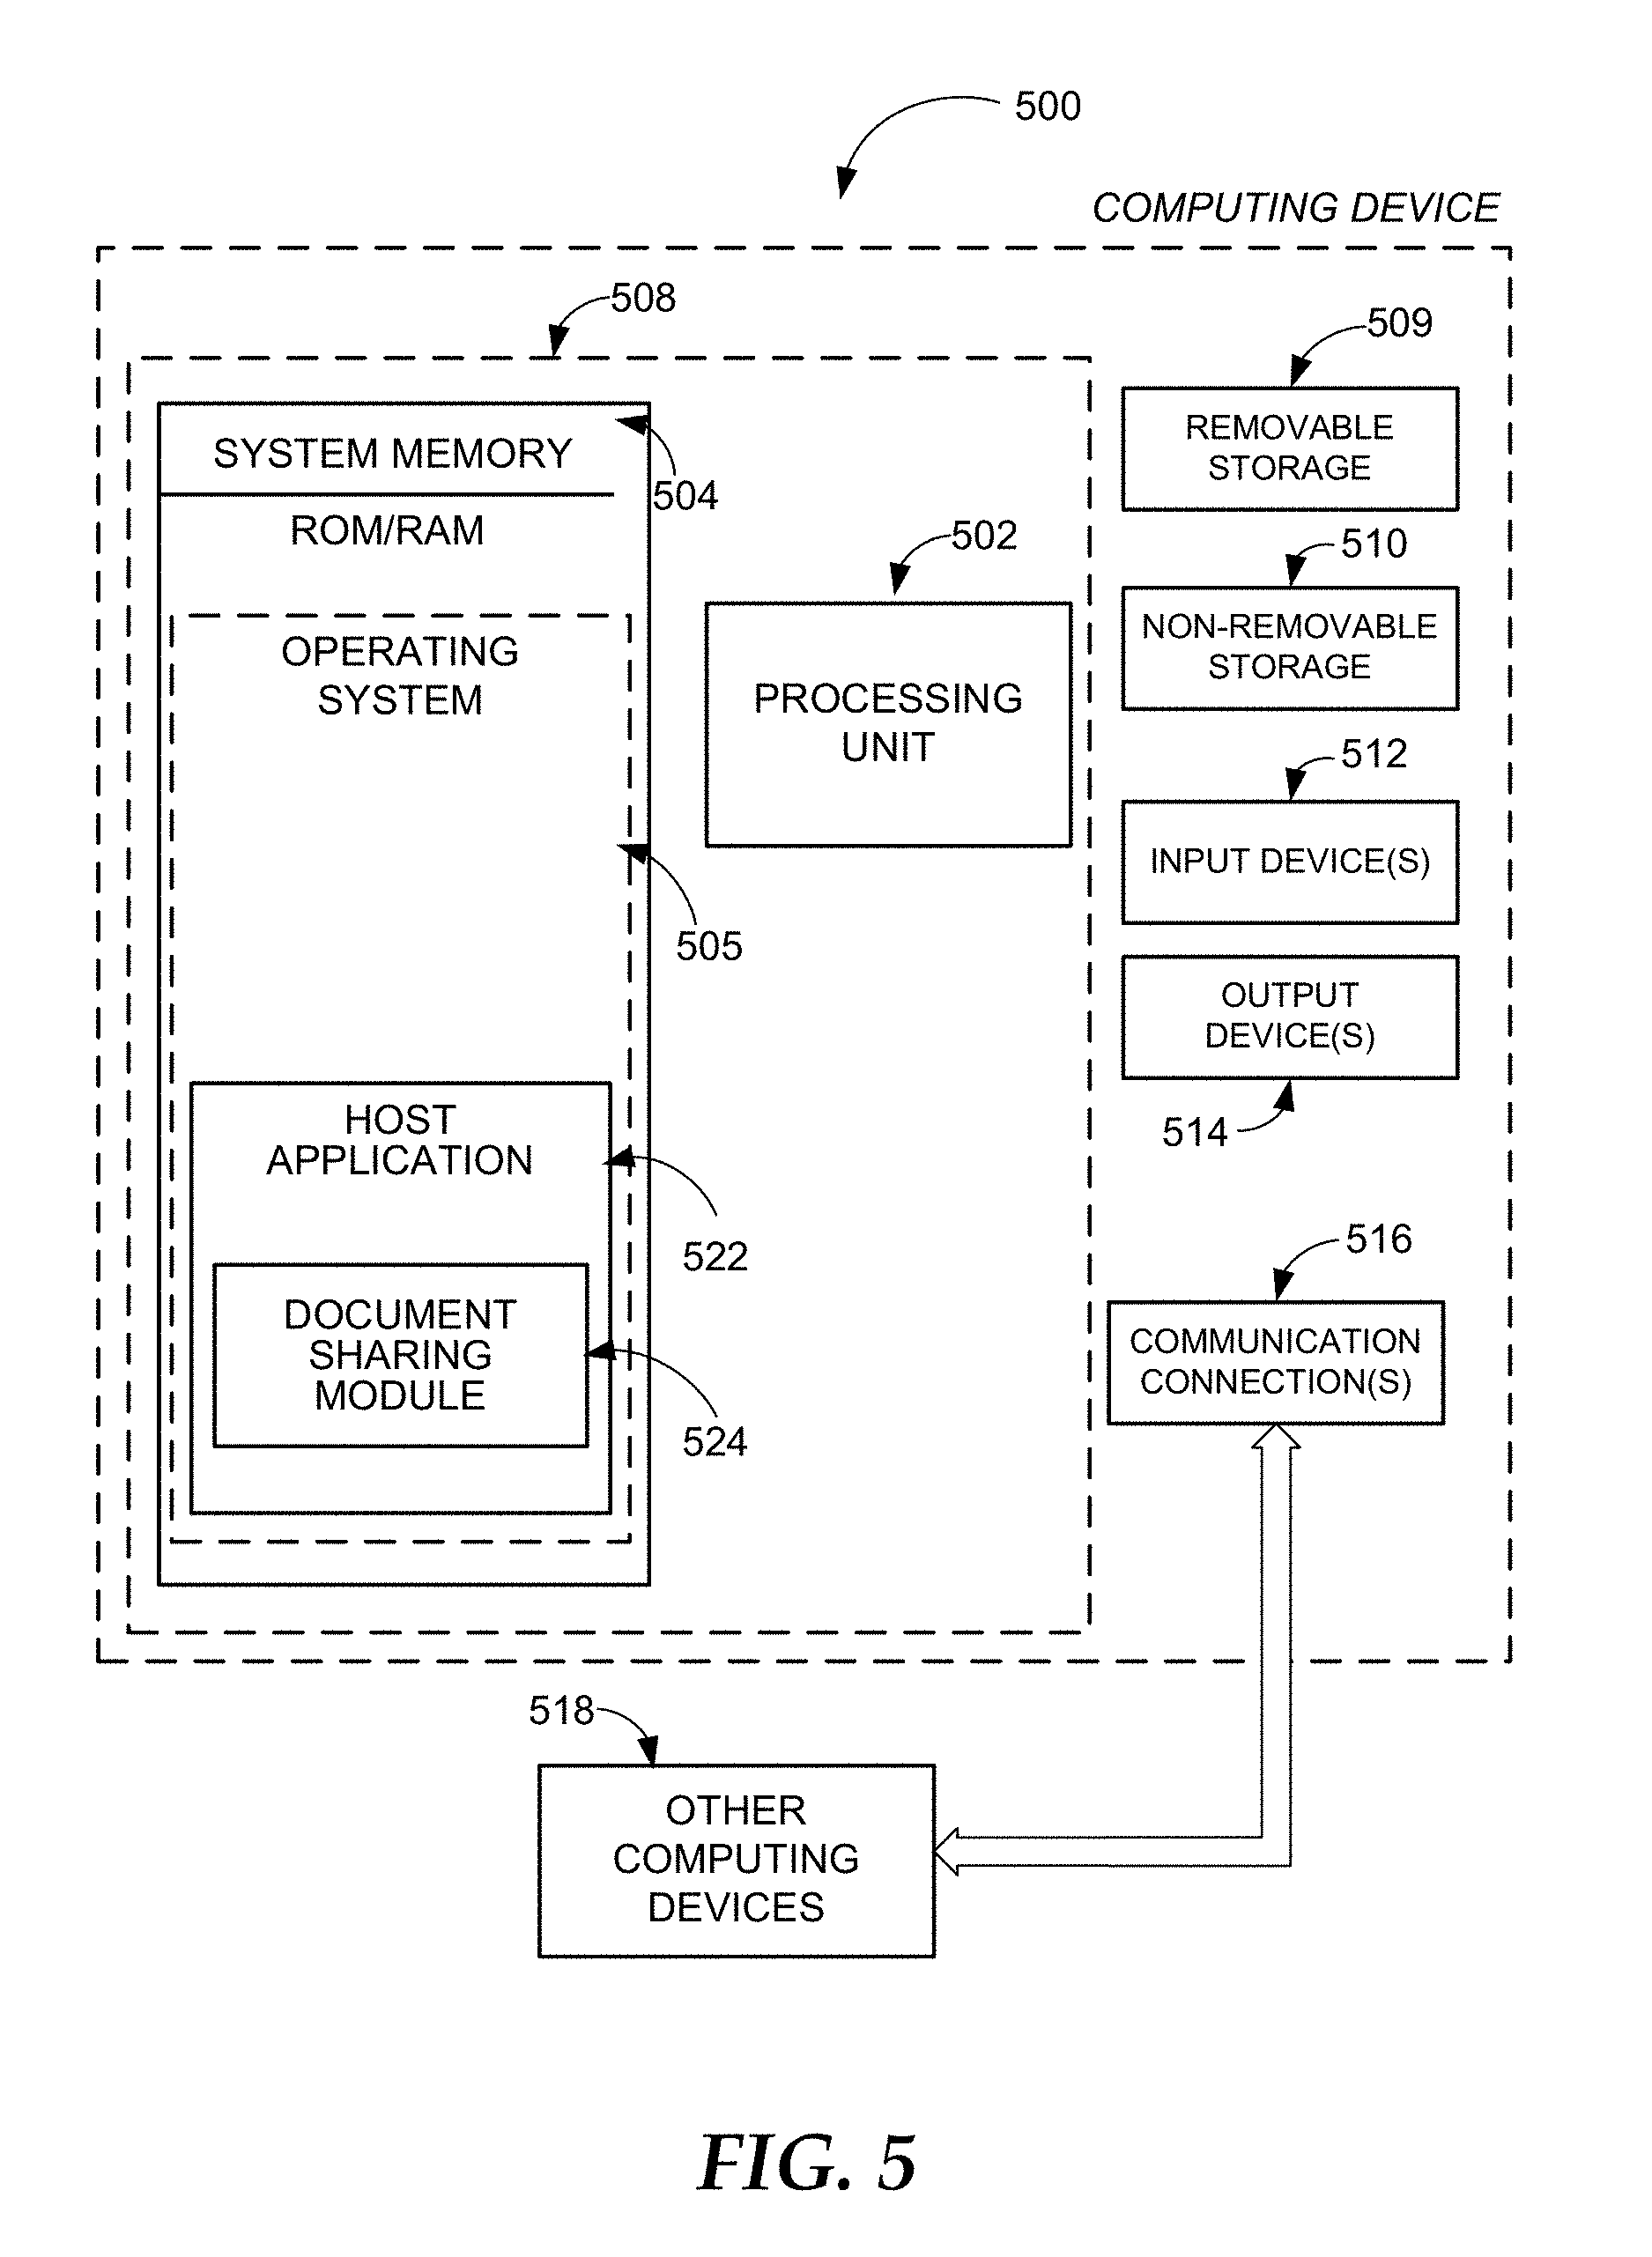 500
COMPUTING DEVICE
508
509
REMOVABLE
STORAGE
SYSTEM MEMORY
504
ROM/RAM
502
510
NON-REMOVABLE
STORAGE
OPERATING
SYSTEM
PROCESSING
UNIT
512
INPUT DEVICE(S)
505
OUTPUT
DEVICE(S)
514
HOST
APPLICATION
522
516
DOCUMENT
SHARING
MODULE
524
COMMUNICATION
CONNECTION(S)
518
OTHER
COMPUTING
DEVICES
FIG. 5